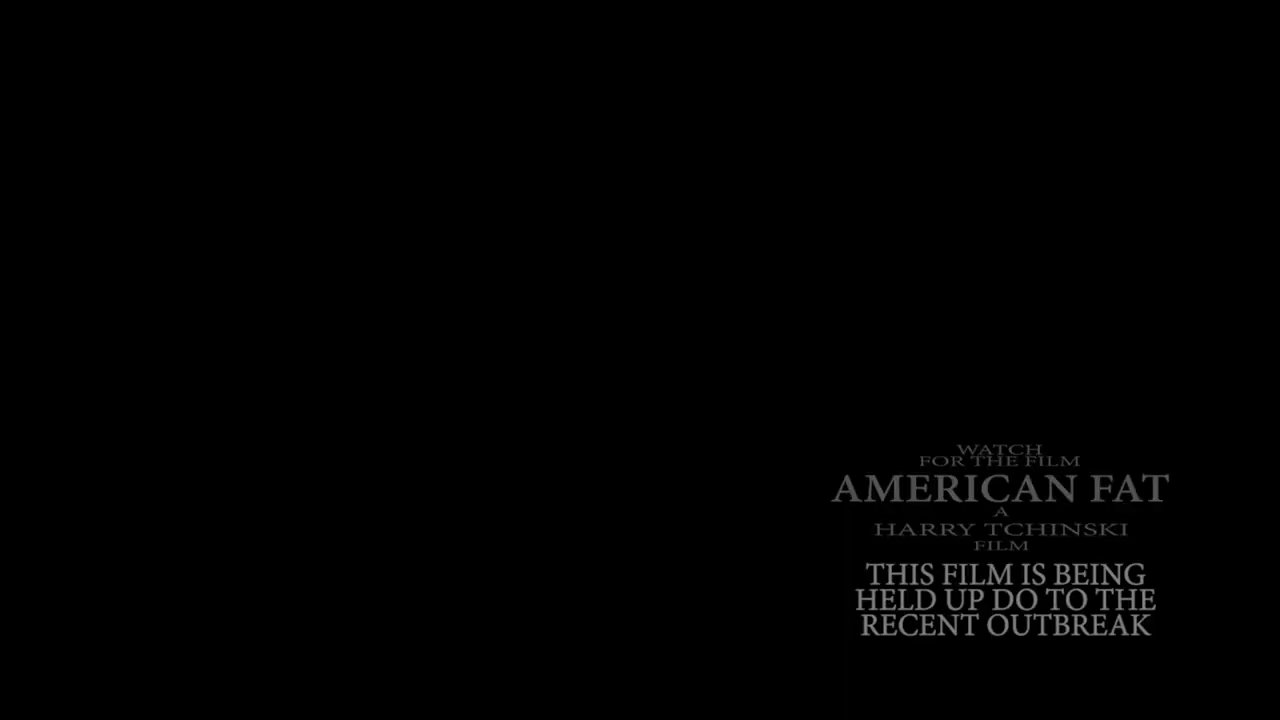 WATCH
FOR THE FILM
AMERICAN FAT
A
HARRY TCHINSKI
FILM
THIS FILM IS BEING
HELD UP DO TO THE
RECENT OUTBREAK